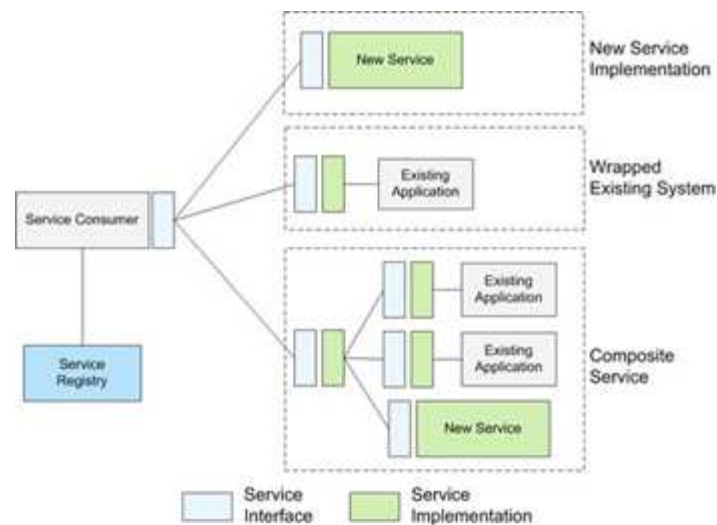 New Service
New Service
Implementation
Existing
Application
Wrapped
Existing System
Service Consumer
Service
Registry
Existing
Application
Existing
Application
New Service
Composite
Service
Service
Interface
Service
Implementation